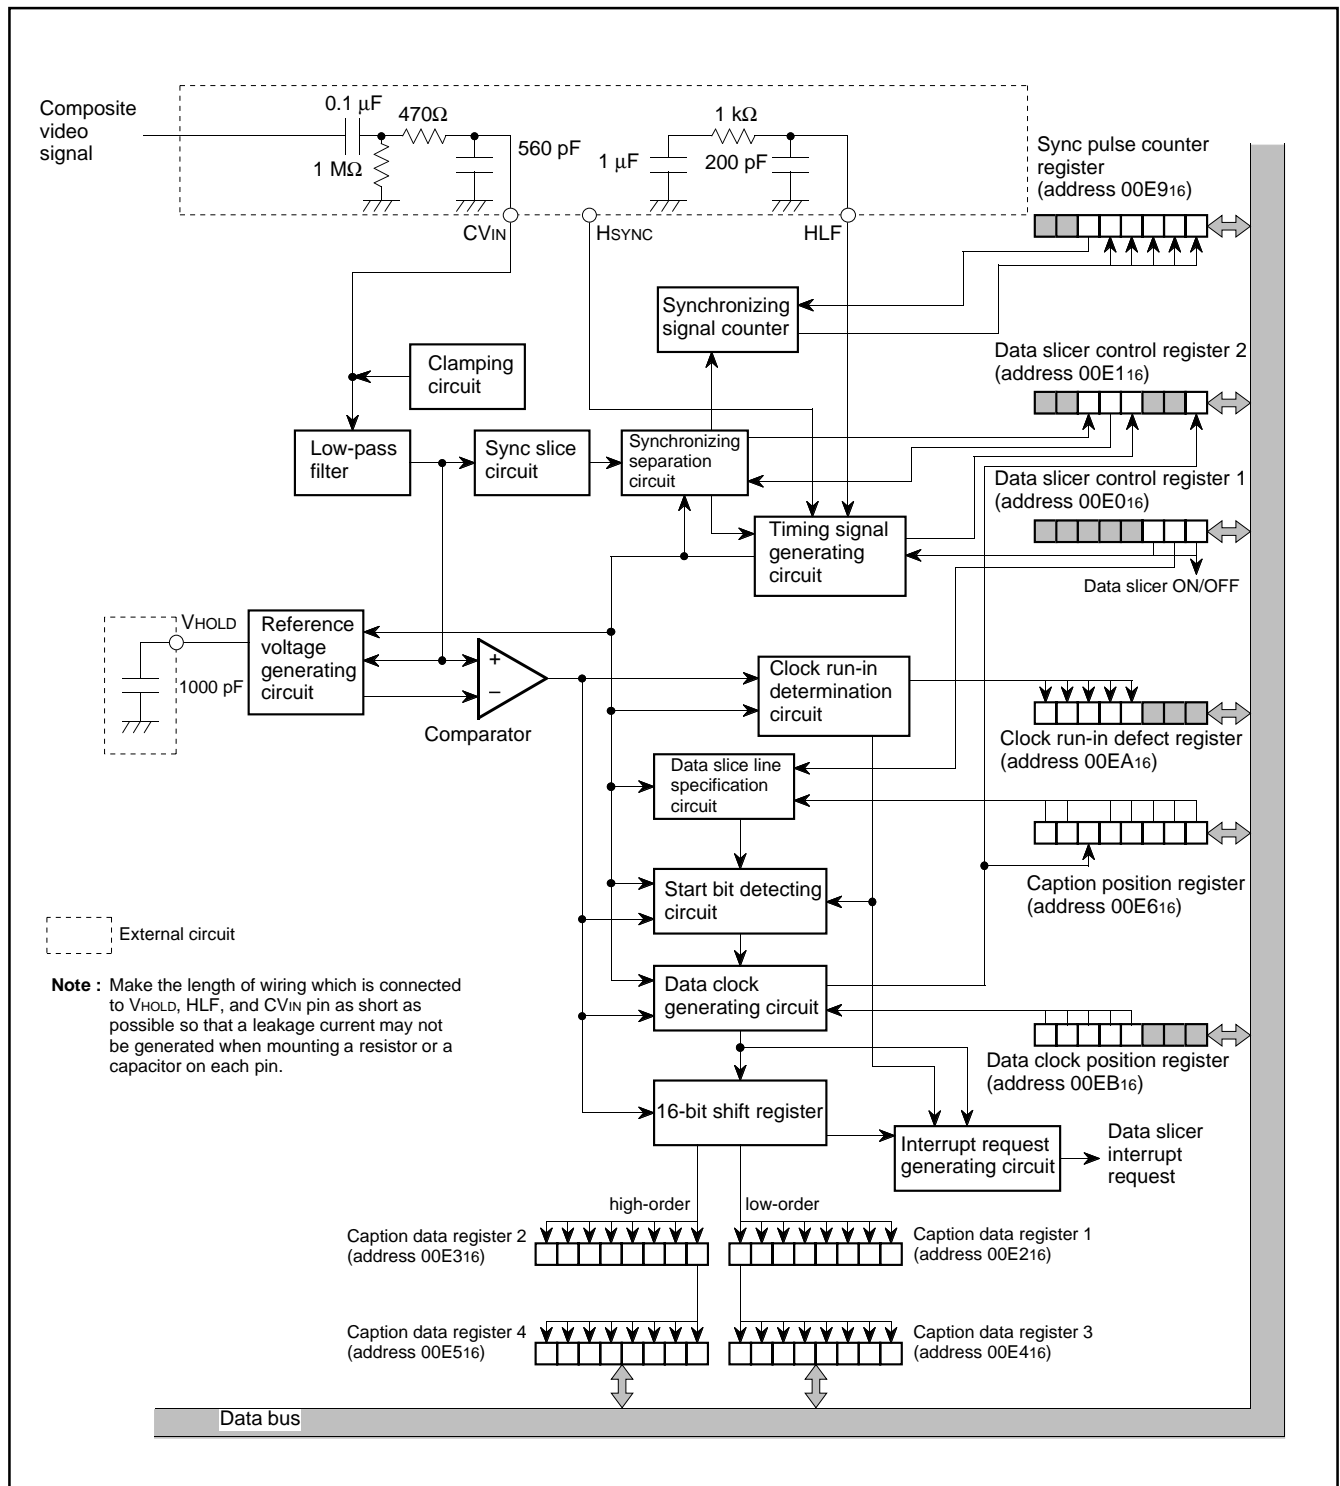 Composite
video
signal
0.1 µF
470Ω
1 MΩ
560 pF
1 kΩ
1 µF
200 pF
Sync pulse counter
register
(address 00E916)
CVIN
HSYNC
HLF
Synchronizing
signal counter
Data slicer control register 2
(address 00E116)
Clamping
circuit
Low-pass
filter
Sync slice
circuit
Synchronizing
separation
circuit
Data slicer control register 1
(address 00E016)
Timing signal
generating
circuit
Data slicer ON/OFF
VHOLD
1000 pF
Reference
voltage
generating
circuit
+
−
Comparator
Clock run-in
determination
circuit
Clock run-in defect register
(address 00EA16)
Data slice line
specification
circuit
Start bit detecting
circuit
Caption position register
(address 00E616)
External circuit
Note : Make the length of wiring which is connected
to VHOLD, HLF, and CVIN pin as short as
possible so that a leakage current may not
be generated when mounting a resistor or a
capacitor on each pin.
Data clock
generating circuit
Data clock position register
(address 00EB16)
16-bit shift register
Interrupt request
generating circuit
Data slicer
interrupt
request
high-order
low-order
Caption data register 2
(address 00E316)
Caption data register 1
(address 00E216)
Caption data register 4
(address 00E516)
Caption data register 3
(address 00E416)
Data bus